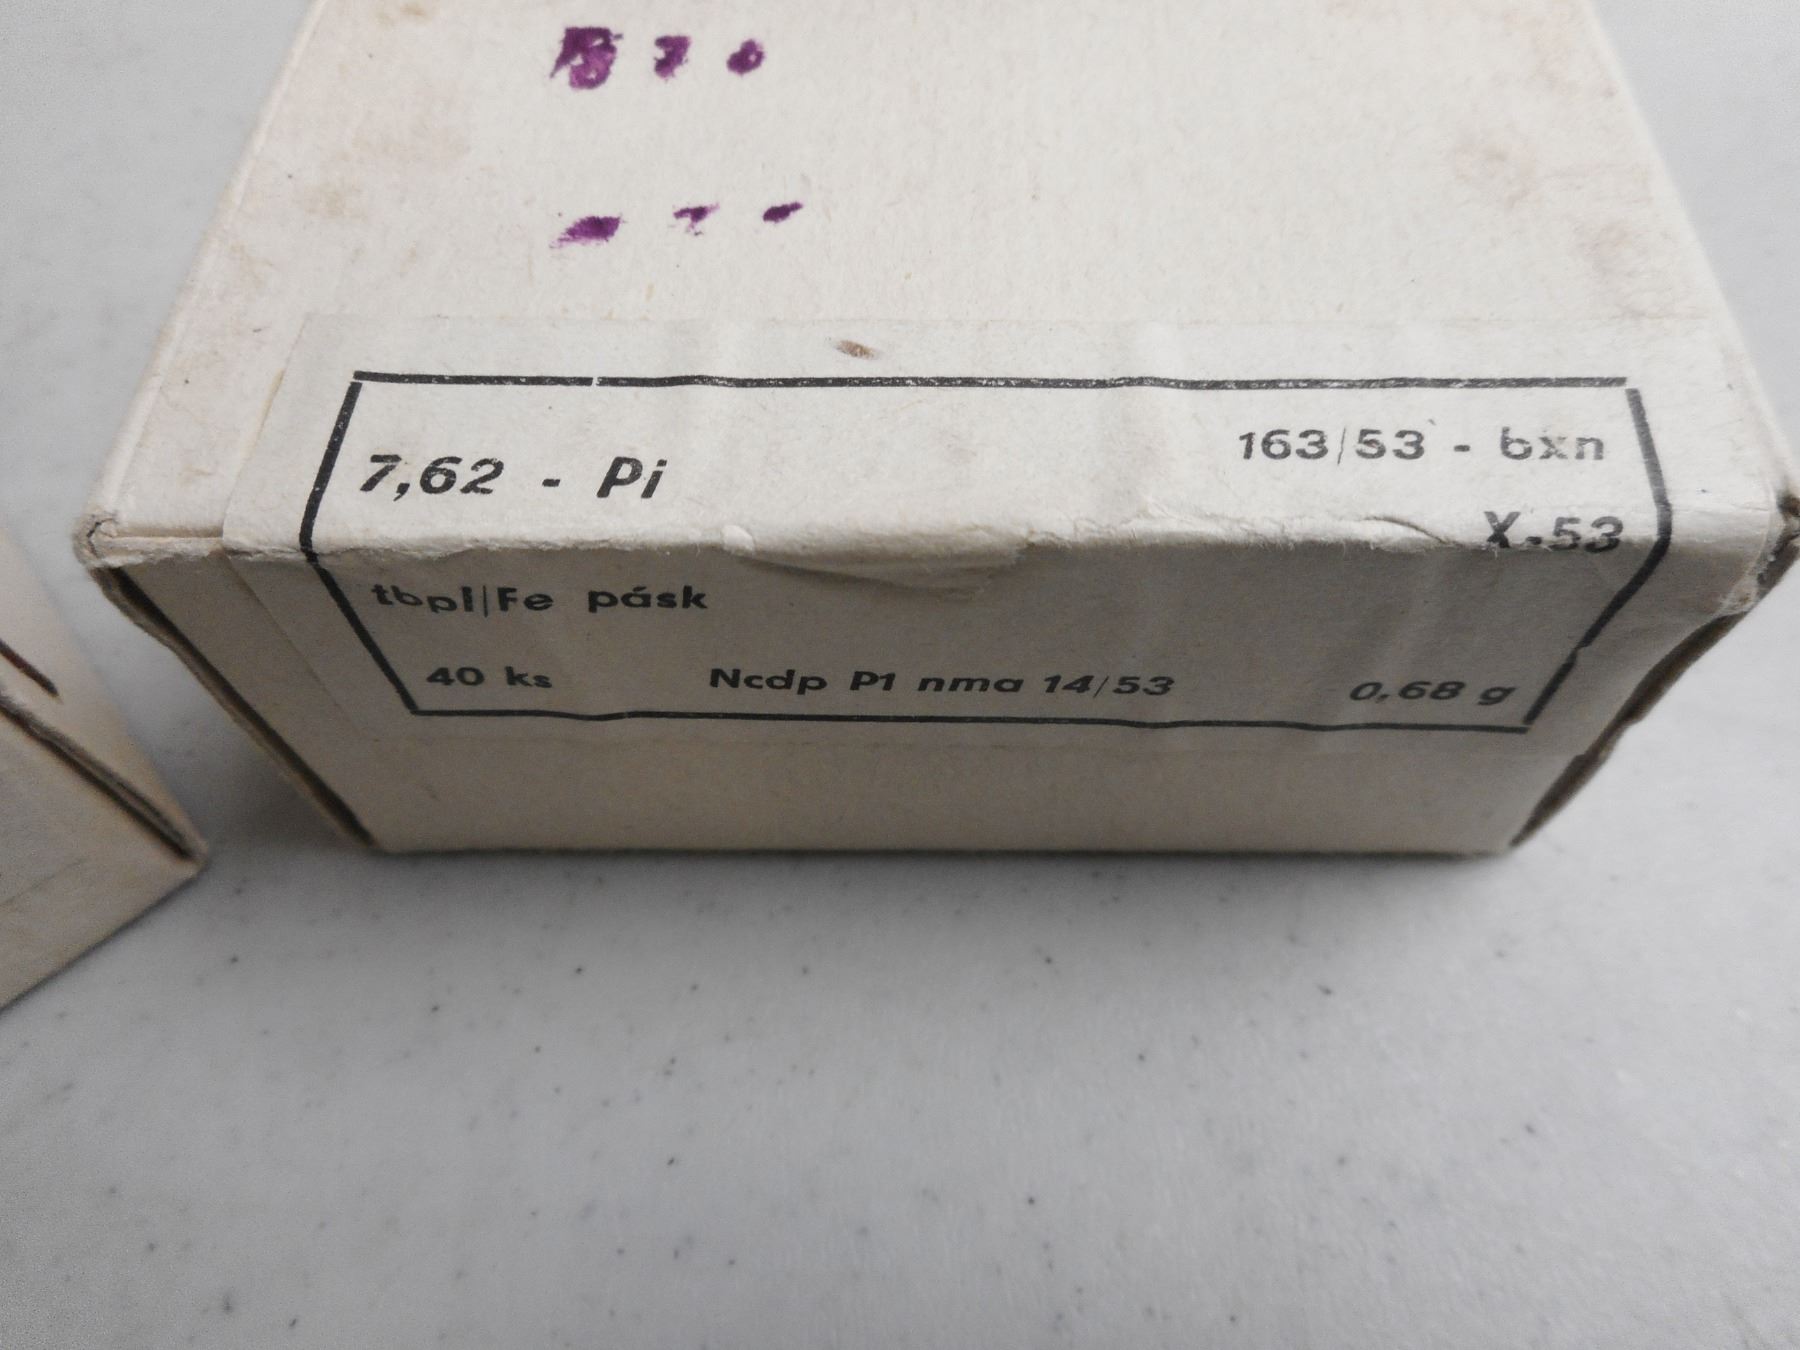 7,62 - Pi
163/53 - bxn
X.53
tbpl/Fe pásk
40 ks Ncdp P1 nma 14/53 0,68 g